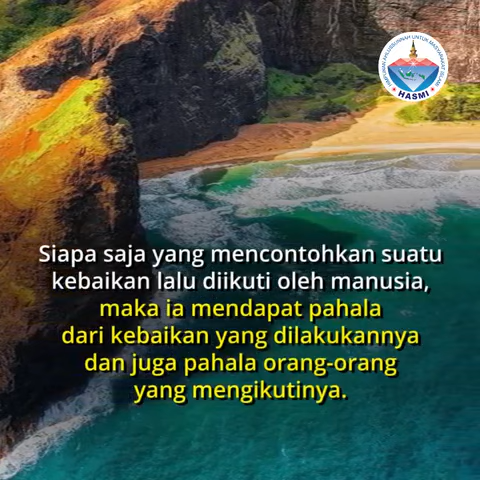 HASMI
Siapa saja yang mencontohkan suatu
kebaikan lalu diikuti oleh manusia,
maka ia mendapat pahala
dari kebaikan yang dilakukannya
dan juga pahala orang-orang
yang mengikutinya.